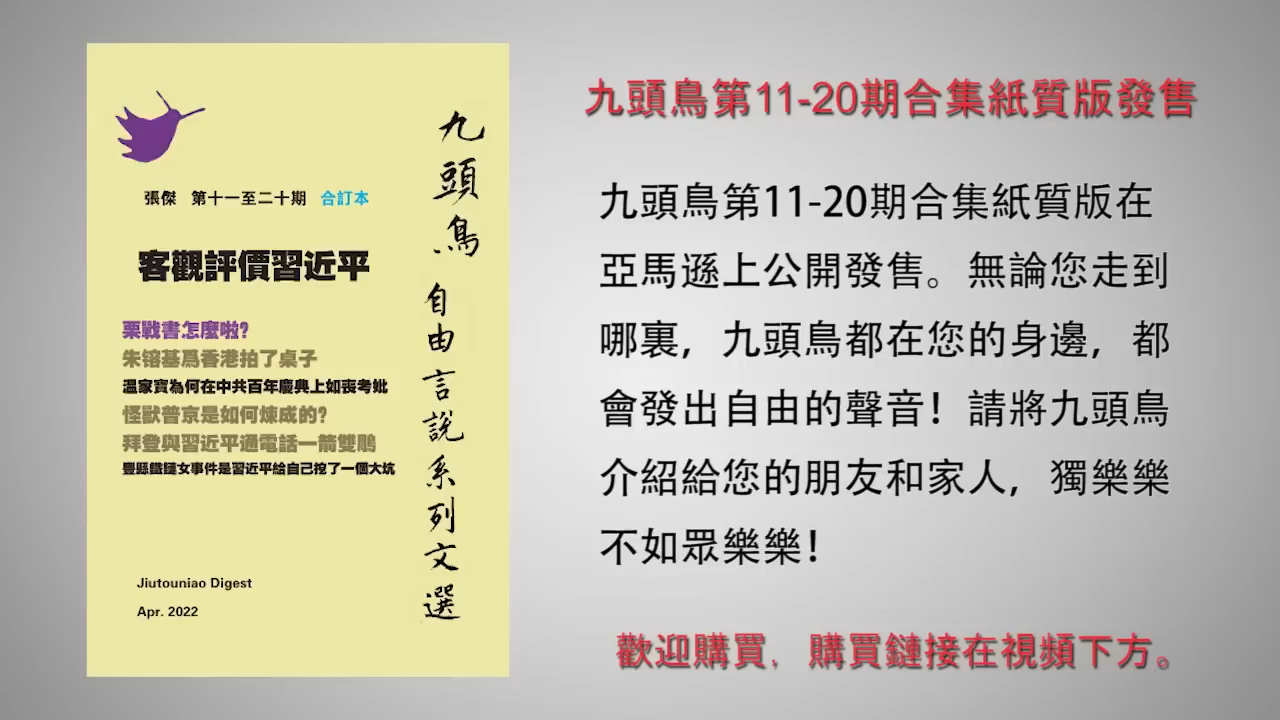 九頭鳥 自由言說系列文選
張傑 第十一至二十期 合訂本
客觀評價習近平
栗戰書怎麼啦?
朱镕基爲香港拍了桌子
溫家寶為何在中共百年慶典上如喪考妣
怪獸普京是如何煉成的?
拜登與習近平通電話一箭雙鵰
豐縣鐵鏈女事件是習近平給自己挖了一個大坑
Jiutouniao Digest
Apr. 2022
九頭鳥第11-20期合集紙質版發售
九頭鳥第11-20期合集紙質版在
亞馬遜上公開發售。無論您走到
哪裏,九頭鳥都在您的身邊,都
會發出自由的聲音!請將九頭鳥
介紹給您的朋友和家人,獨樂樂
不如眾樂樂!
歡迎購買,購買鏈接在視頻下方。